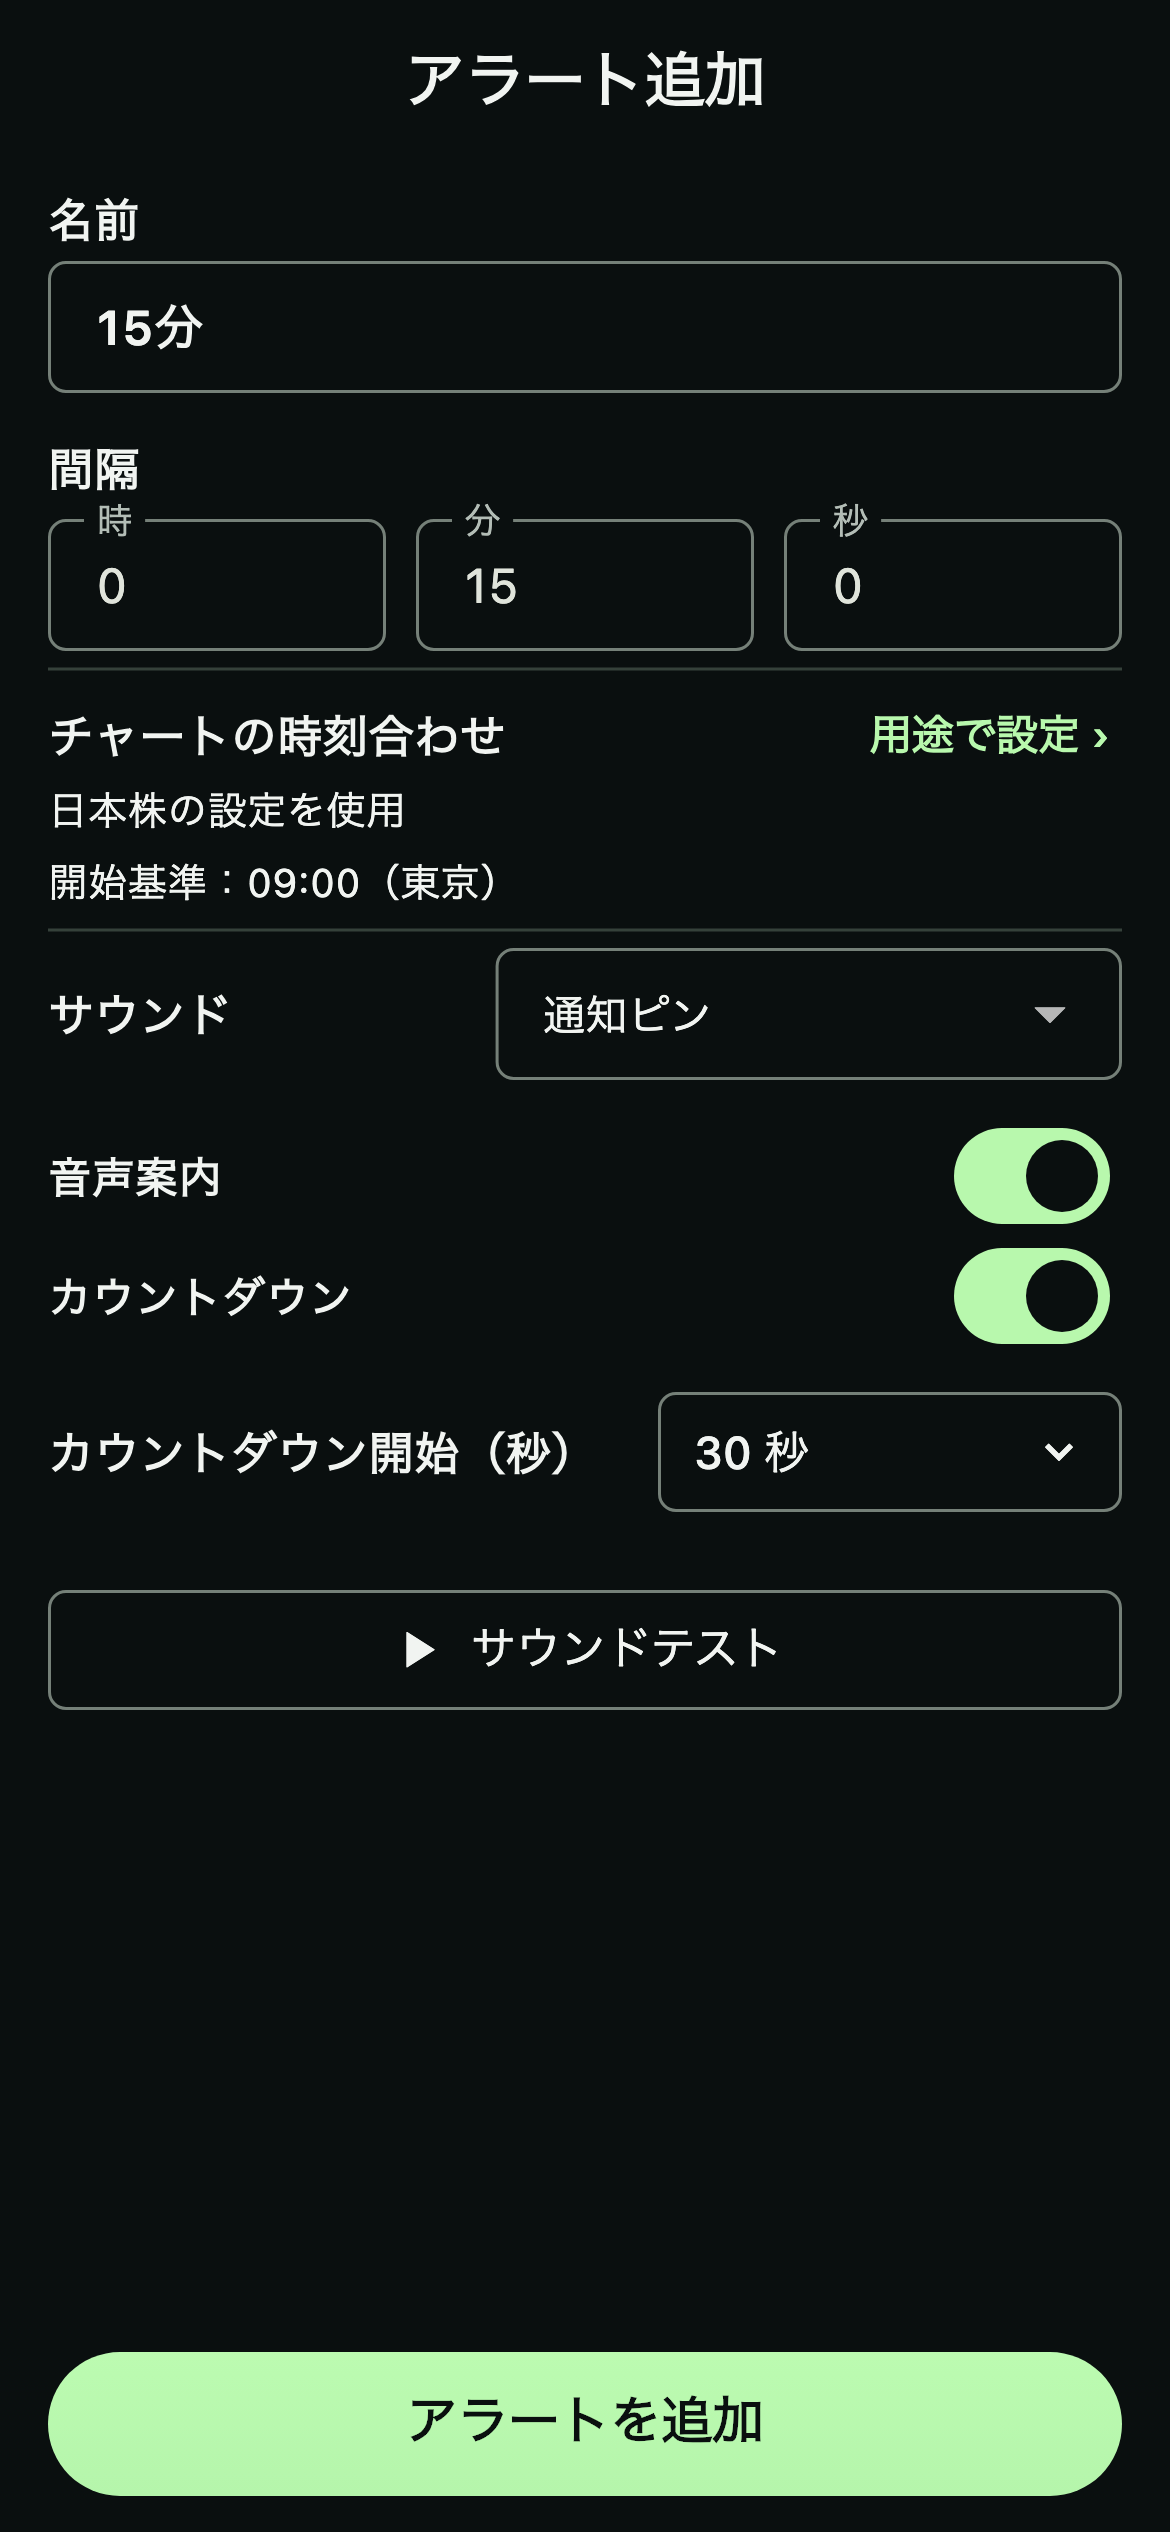 アラート追加
名前
15分
間隔
時 分 秒
0 15 0
チャートの時刻合わせ 用途で設定 ›
日本株の設定を使用
開始基準：09:00（東京）
サウンド 通知ピン
音声案内
カウントダウン
カウントダウン開始（秒） 30 秒
サウンドテスト
アラートを追加